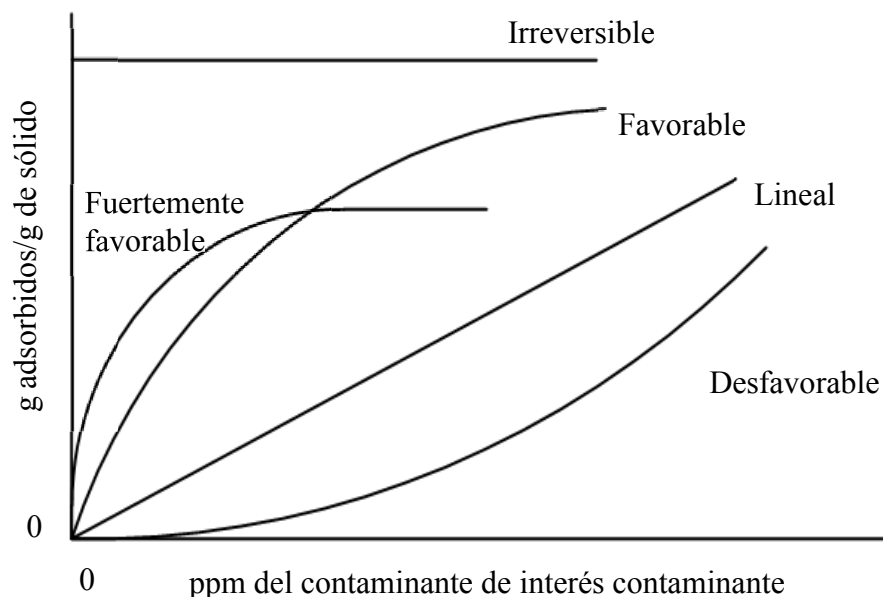 Irreversible
Favorable
Fuertemente
favorable
Lineal
Desfavorable
g adsorbidos/g de sólido
0
0
ppm del contaminante de interés contaminante